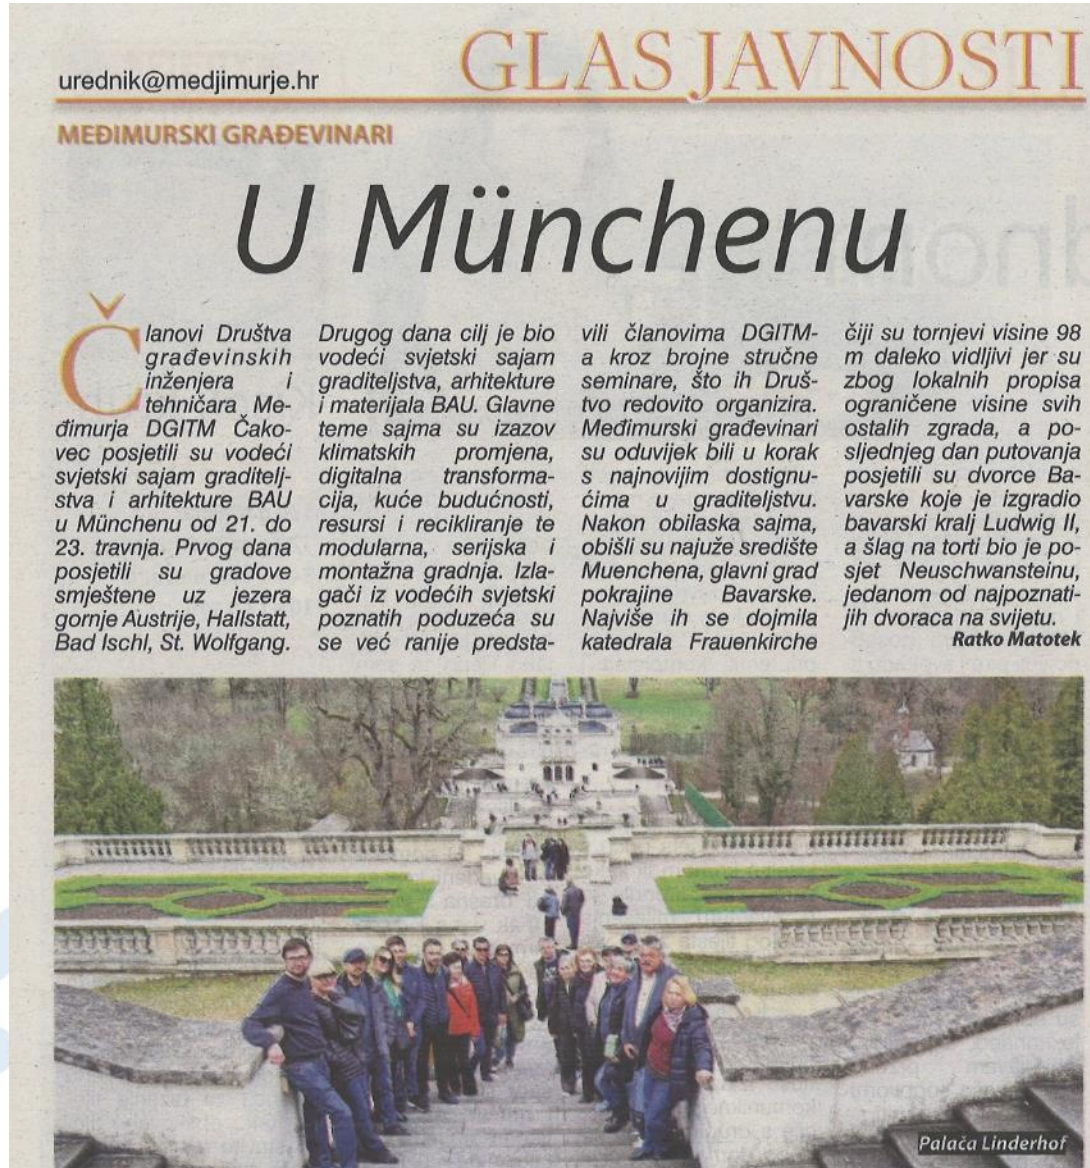 urednik@medjimurje.hr
GLAS JAVNOSTI
MEĐIMURSKI GRAĐEVINARI
U Münchenu
Članovi Društva
građevinskih
inženjera i
tehničara Me-
đimurja DGITM Čako-
vec posjetili su vodeći
svjetski sajam graditelj-
stva i arhitekture BAU
u Münchenu od 21. do
23. travnja. Prvog dana
posjetili su gradove
smještene uz jezera
gornje Austrije, Hallstatt,
Bad Ischl, St. Wolfgang.
Drugog dana cilj je bio
vodeći svjetski sajam
graditeljstva, arhitekture
i materijala BAU. Glavne
teme sajma su izazov
klimatskih promjena,
digitalna transforma-
cija, kuće budućnosti,
resursi i recikliranje te
modularna, serijska i
montažna gradnja. Izla-
gači iz vodećih svjetski
poznatih poduzeća su
se već ranije predsta-
vili članovima DGITM-
a kroz brojne stručne
seminare, što ih Druš-
tvo redovito organizira.
Međimurski građevinari
su oduvijek bili u korak
s najnovijim dostignu-
ćima u graditeljstvu.
Nakon obilaska sajma,
obišli su najuže središte
Muenchena, glavni grad
pokrajine Bavarske.
Najviše ih se dojmila
katedrala Frauenkirche
čiji su tornjevi visine 98
m daleko vidljivi jer su
zbog lokalnih propisa
ograničene visine svih
ostalih zgrada, a po-
sljednjeg dan putovanja
posjetili su dvorce Ba-
varske koje je izgradio
bavarski kralj Ludwig II,
a šlag na torti bio je po-
sjet Neuschwansteinu,
jedanom od najpoznati-
jih dvoraca na svijetu.
Ratko Matotek
Palača Linderhof